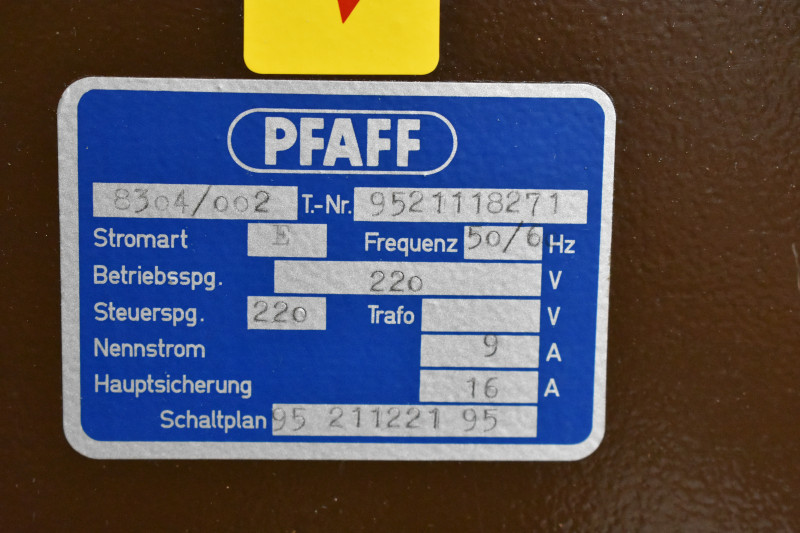 PFAFF
8304/002 T.-Nr. 9521118271
Stromart E Frequenz 50/6 Hz
Betriebsspg. 220 V
Steuerspg. 220 Trafo V
Nennstrom 9 A
Hauptsicherung 16 A
Schaltplan 95 211221 95